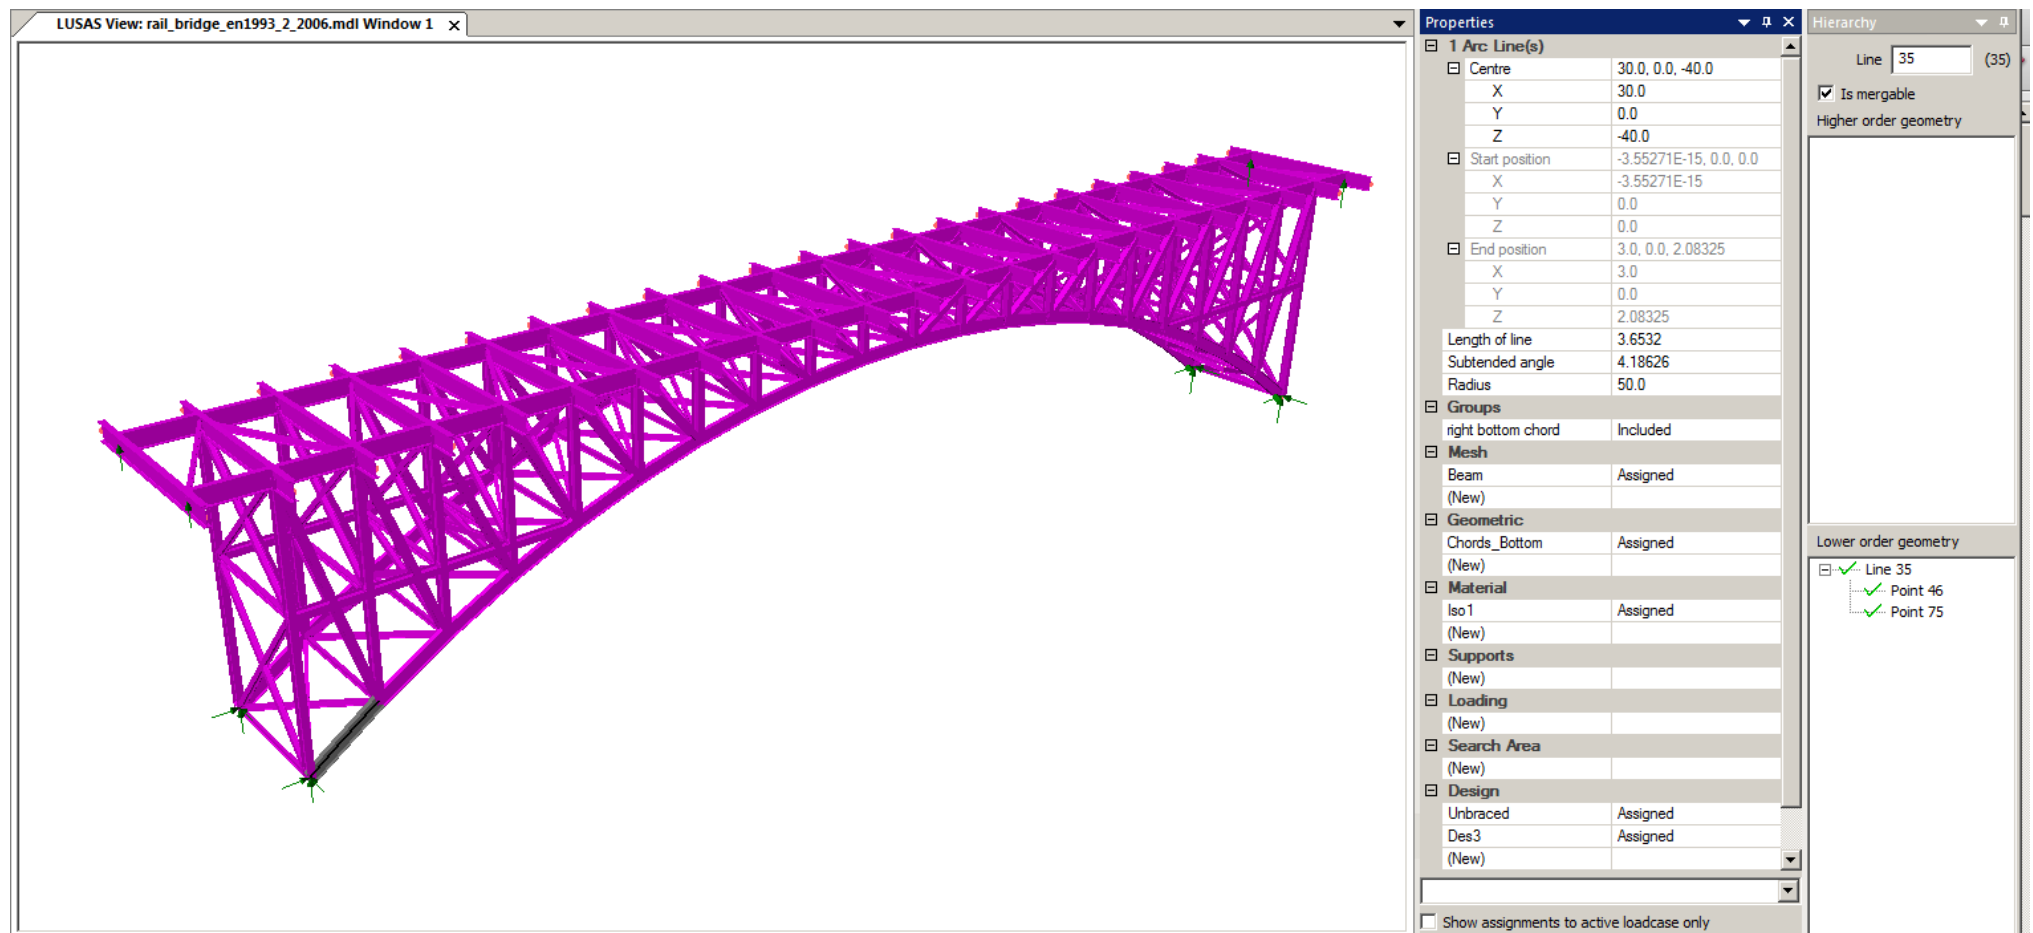 LUSAS View: rail_bridge_en1993_2_2006.mdl Window 1
Properties
1 Arc Line(s)
Centre 30.0, 0.0, -40.0
X 30.0
Y 0.0
Z -40.0
Start position -3.55271E-15, 0.0, 0.0
X -3.55271E-15
Y 0.0
Z 0.0
End position 3.0, 0.0, 2.08325
X 3.0
Y 0.0
Z 2.08325
Length of line 3.6532
Subtended angle 4.18626
Radius 50.0
Groups
right bottom chord Included
Mesh
Beam Assigned
(New)
Geometric
Chords_Bottom Assigned
(New)
Material
Iso1 Assigned
(New)
Supports
(New)
Loading
(New)
Search Area
(New)
Design
Unbraced Assigned
Des3 Assigned
(New)
Show assignments to active loadcase only
Hierarchy
Line 35 (35)
Is mergable
Higher order geometry
Lower order geometry
Line 35
Point 46
Point 75